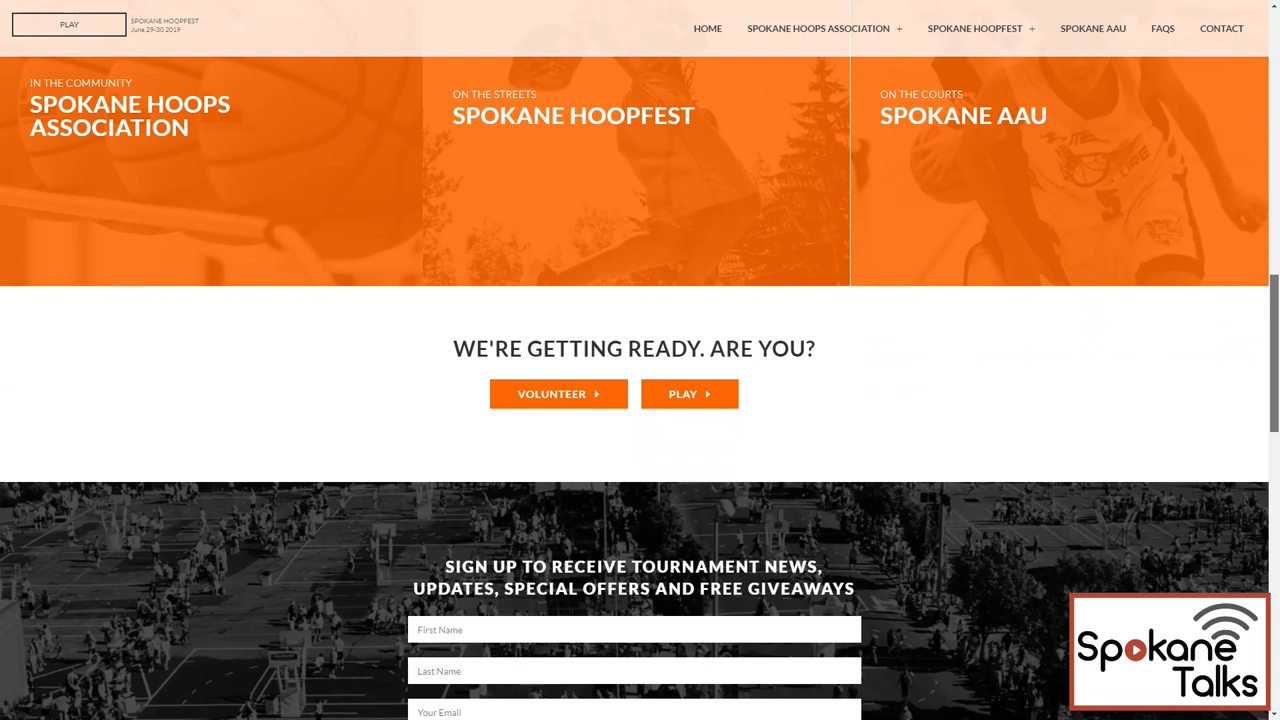 PLAY
SPOKANE HOOPFEST
June 29-30 2019
HOME
SPOKANE HOOPS ASSOCIATION +
SPOKANE HOOPFEST +
SPOKANE AAU
FAQS
CONTACT
IN THE COMMUNITY
SPOKANE HOOPS
ASSOCIATION
ON THE STREETS
SPOKANE HOOPFEST
ON THE COURTS
SPOKANE AAU
WE'RE GETTING READY. ARE YOU?
VOLUNTEER
PLAY
SIGN UP TO RECEIVE TOURNAMENT NEWS,
UPDATES, SPECIAL OFFERS AND FREE GIVEAWAYS
First Name
Last Name
Your Email
Spokane
Talks